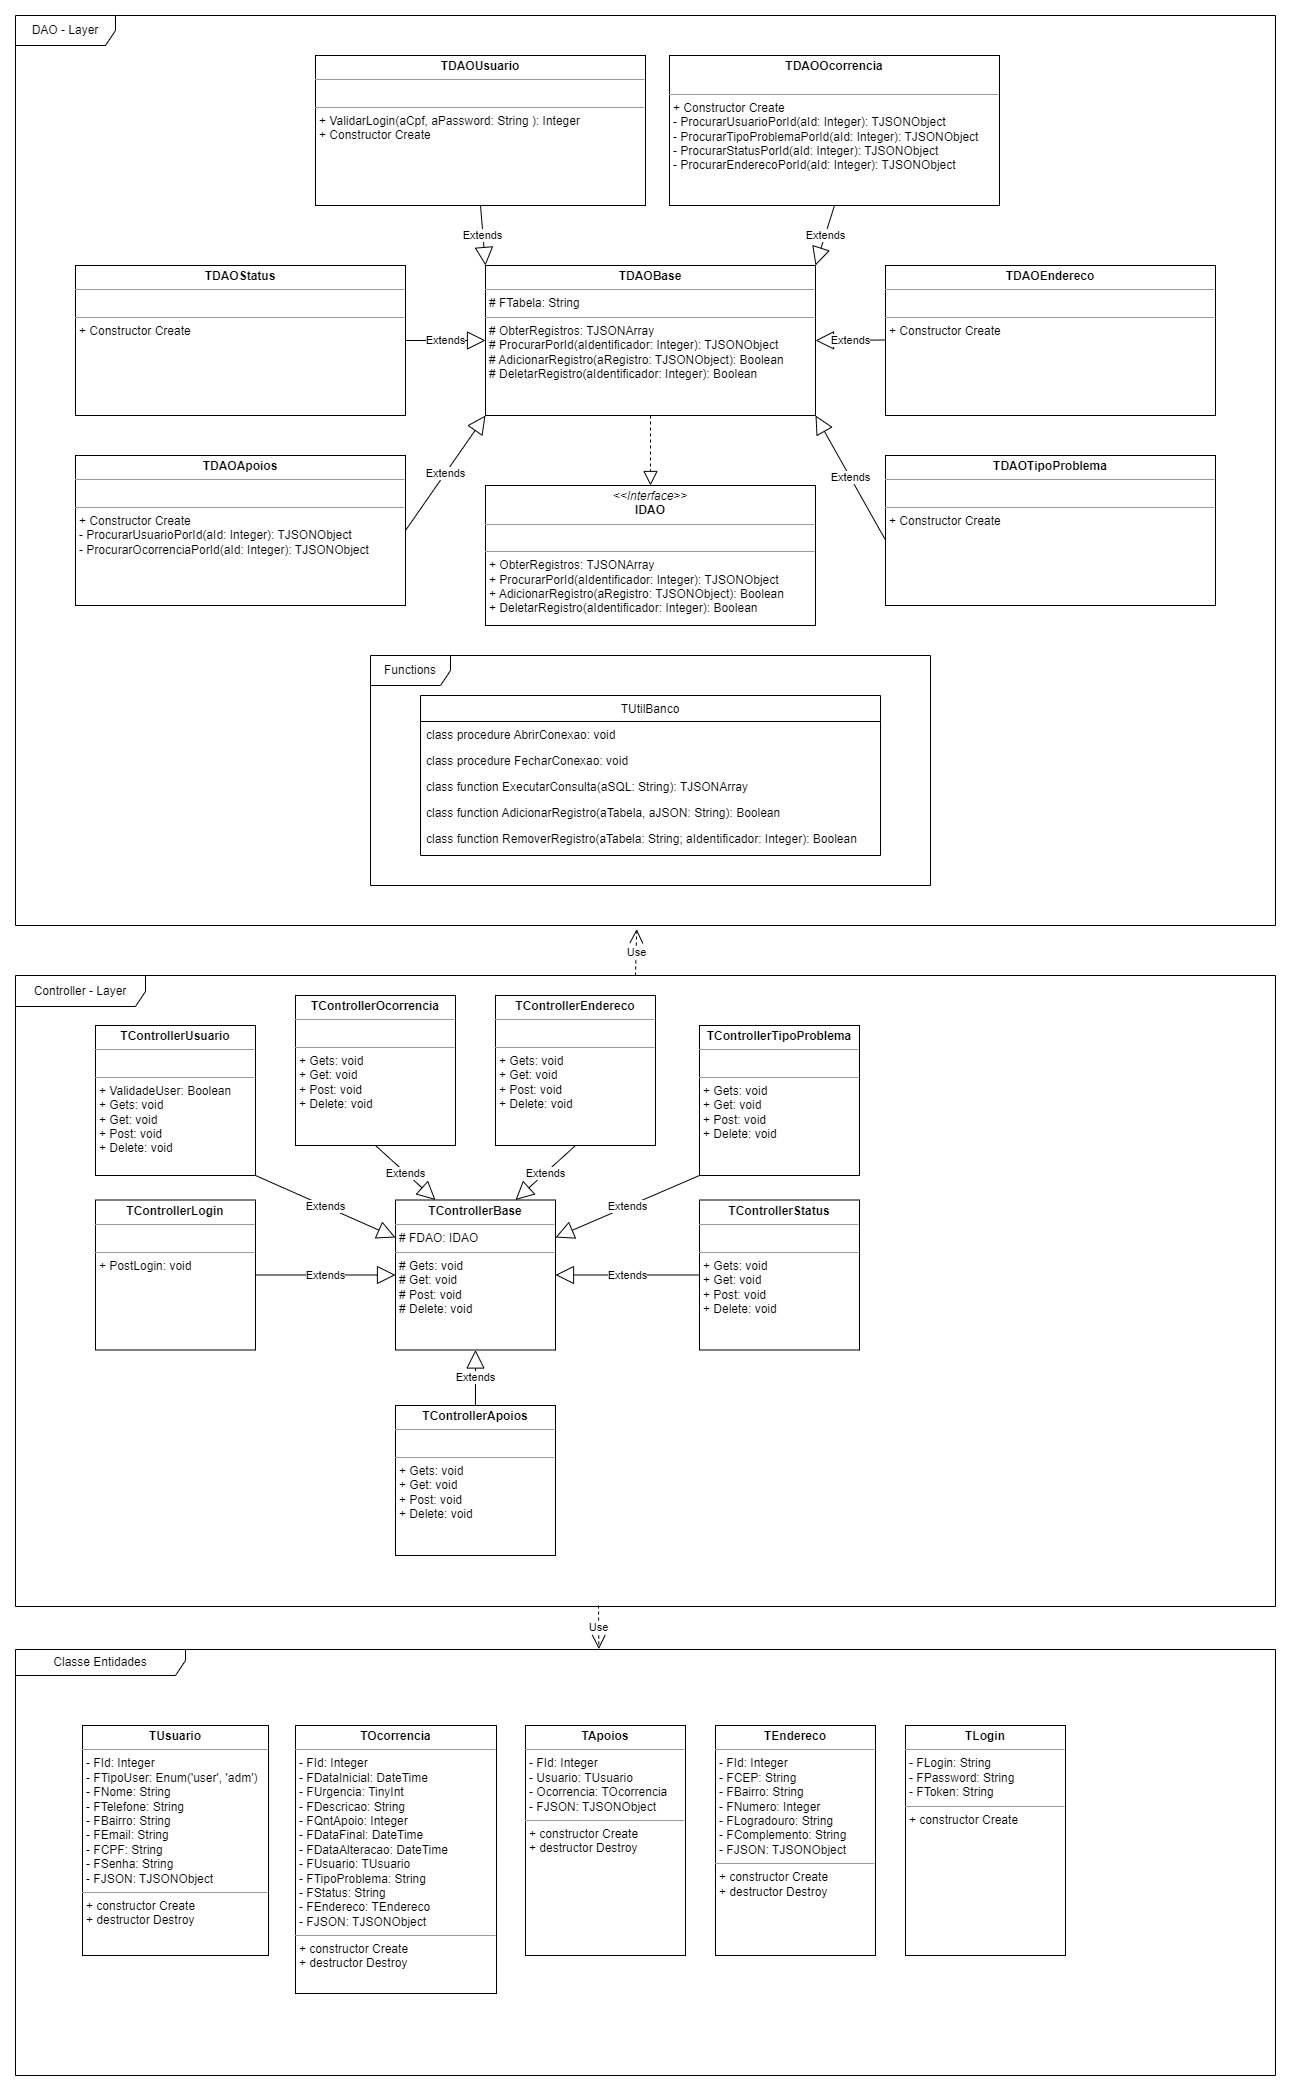 DAO - Layer
TDAOUsuario
+ ValidarLogin(aCpf, aPassword: String ): Integer
+ Constructor Create
TDAOOcorrencia
+ Constructor Create
- ProcurarUsuarioPorId(aId: Integer): TJSONObject
- ProcurarTipoProblemaPorId(aId: Integer): TJSONObject
- ProcurarStatusPorId(aId: Integer): TJSONObject
- ProcurarEnderecoPorId(aId: Integer): TJSONObject
Extends
Extends
TDAOStatus
+ Constructor Create
Extends
TDAOBase
# FTabela: String
# ObterRegistros: TJSONArray
# ProcurarPorId(aIdentificador: Integer): TJSONObject
# AdicionarRegistro(aRegistro: TJSONObject): Boolean
# DeletarRegistro(aIdentificador: Integer): Boolean
Extends
TDAOEndereco
+ Constructor Create
TDAOApoios
+ Constructor Create
- ProcurarUsuarioPorId(aId: Integer): TJSONObject
- ProcurarOcorrenciaPorId(aId: Integer): TJSONObject
Extends
<<Interface>>
IDAO
+ ObterRegistros: TJSONArray
+ ProcurarPorId(aIdentificador: Integer): TJSONObject
+ AdicionarRegistro(aRegistro: TJSONObject): Boolean
+ DeletarRegistro(aIdentificador: Integer): Boolean
Extends
TDAOTipoProblema
+ Constructor Create
Functions
TUtilBanco
class procedure AbrirConexao: void
class procedure FecharConexao: void
class function ExecutarConsulta(aSQL: String): TJSONArray
class function AdicionarRegistro(aTabela, aJSON: String): Boolean
class function RemoverRegistro(aTabela: String; aIdentificador: Integer): Boolean
Use
Controller - Layer
TControllerUsuario
+ ValidadeUser: Boolean
+ Gets: void
+ Get: void
+ Post: void
+ Delete: void
TControllerOcorrencia
+ Gets: void
+ Get: void
+ Post: void
+ Delete: void
TControllerEndereco
+ Gets: void
+ Get: void
+ Post: void
+ Delete: void
TControllerTipoProblema
+ Gets: void
+ Get: void
+ Post: void
+ Delete: void
Extends
Extends
Extends
Extends
TControllerLogin
+ PostLogin: void
Extends
TControllerBase
# FDAO: IDAO
# Gets: void
# Get: void
# Post: void
# Delete: void
Extends
TControllerStatus
+ Gets: void
+ Get: void
+ Post: void
+ Delete: void
Extends
TControllerApoios
+ Gets: void
+ Get: void
+ Post: void
+ Delete: void
Use
Classe Entidades
TUsuario
- FId: Integer
- FTipoUser: Enum('user', 'adm')
- FNome: String
- FTelefone: String
- FBairro: String
- FEmail: String
- FCPF: String
- FSenha: String
- FJSON: TJSONObject
+ constructor Create
+ destructor Destroy
TOcorrencia
- FId: Integer
- FDataInicial: DateTime
- FUrgencia: TinyInt
- FDescricao: String
- FQntApoio: Integer
- FDataFinal: DateTime
- FDataAlteracao: DateTime
- FUsuario: TUsuario
- FTipoProblema: String
- FStatus: String
- FEndereco: TEndereco
- FJSON: TJSONObject
+ constructor Create
+ destructor Destroy
TApoios
- FId: Integer
- Usuario: TUsuario
- Ocorrencia: TOcorrencia
- FJSON: TJSONObject
+ constructor Create
+ destructor Destroy
TEndereco
- FId: Integer
- FCEP: String
- FBairro: String
- FNumero: Integer
- FLogradouro: String
- FComplemento: String
- FJSON: TJSONObject
+ constructor Create
+ destructor Destroy
TLogin
- FLogin: String
- FPassword: String
- FToken: String
+ constructor Create